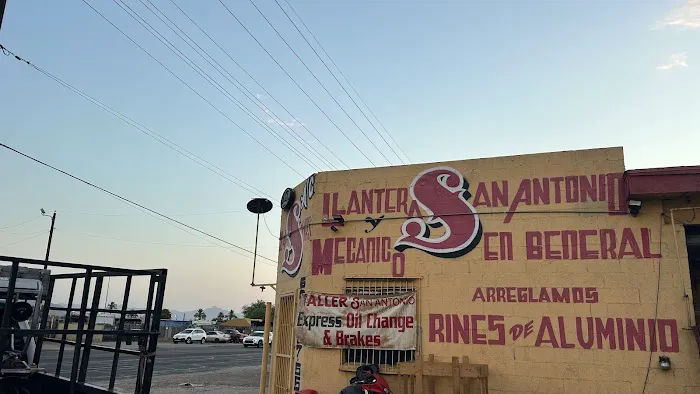 LLANTERA SAN ANTONIO
y
MECANICO EN GENERAL
ARREGLAMOS
RINES DE ALUMINIO
TALLER SAN ANTONIO
Express Oil Change
& Brakes